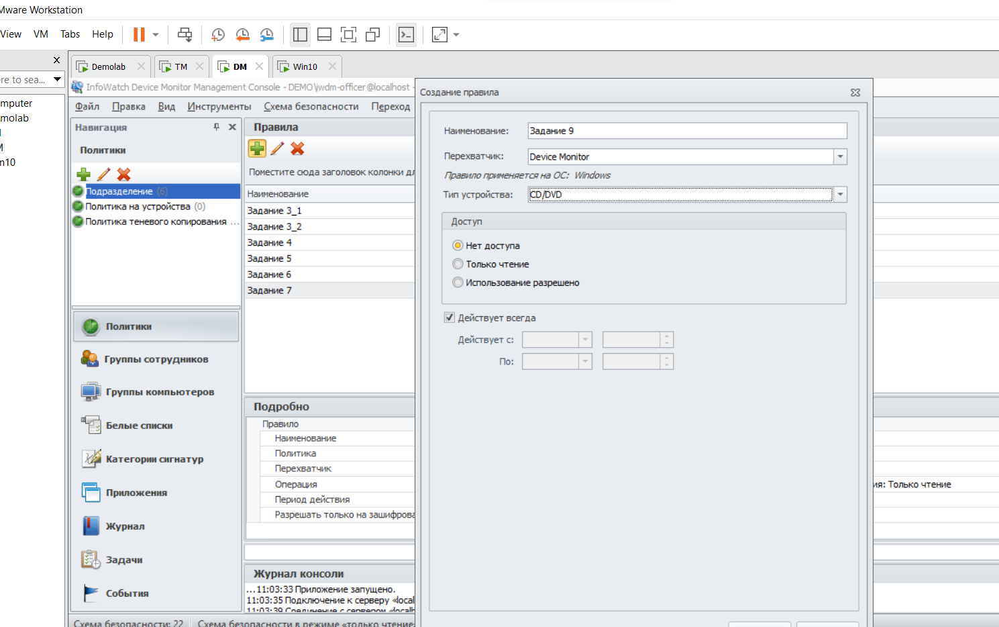 Mware Workstation
View VM Tabs Help
ere to sea...
mputer
molab
M
n10
Demolab
TM
DM
Win10
InfoWatch Device Monitor Management Console - DEMO\iwdm-officer@localhost -
Файл Правка Вид Инструменты Схема безопасности Переход
Навигация
Политики
Подразделение (6)
Политика на устройства (0)
Политика теневого копирования ...
Политики
Группы сотрудников
Группы компьютеров
Белые списки
Категории сигнатур
Приложения
Журнал
Задачи
События
Правила
Поместите сюда заголовок колонки дл
Наименование
Задание 3_1
Задание 3_2
Задание 4
Задание 5
Задание 6
Задание 7
Подробно
Правило
Наименование
Политика
Перехватчик
Операция
ия: Только чтение
Период действия
Разрешать только на зашифрова
Журнал консоли
...11:03:33 Приложение запущено.
11:03:35 Подключение к серверу «local
11:03:39 Соединение с сервером «localh
Схема безопасности: 22
Схема безопасности в режиме «только чтение»
Создание правила
Наименование: Задание 9
Перехватчик: Device Monitor
Правило применяется на ОС: Windows
Тип устройства: CD/DVD
Доступ
Нет доступа
Только чтение
Использование разрешено
Действует всегда
Действует с:
По: